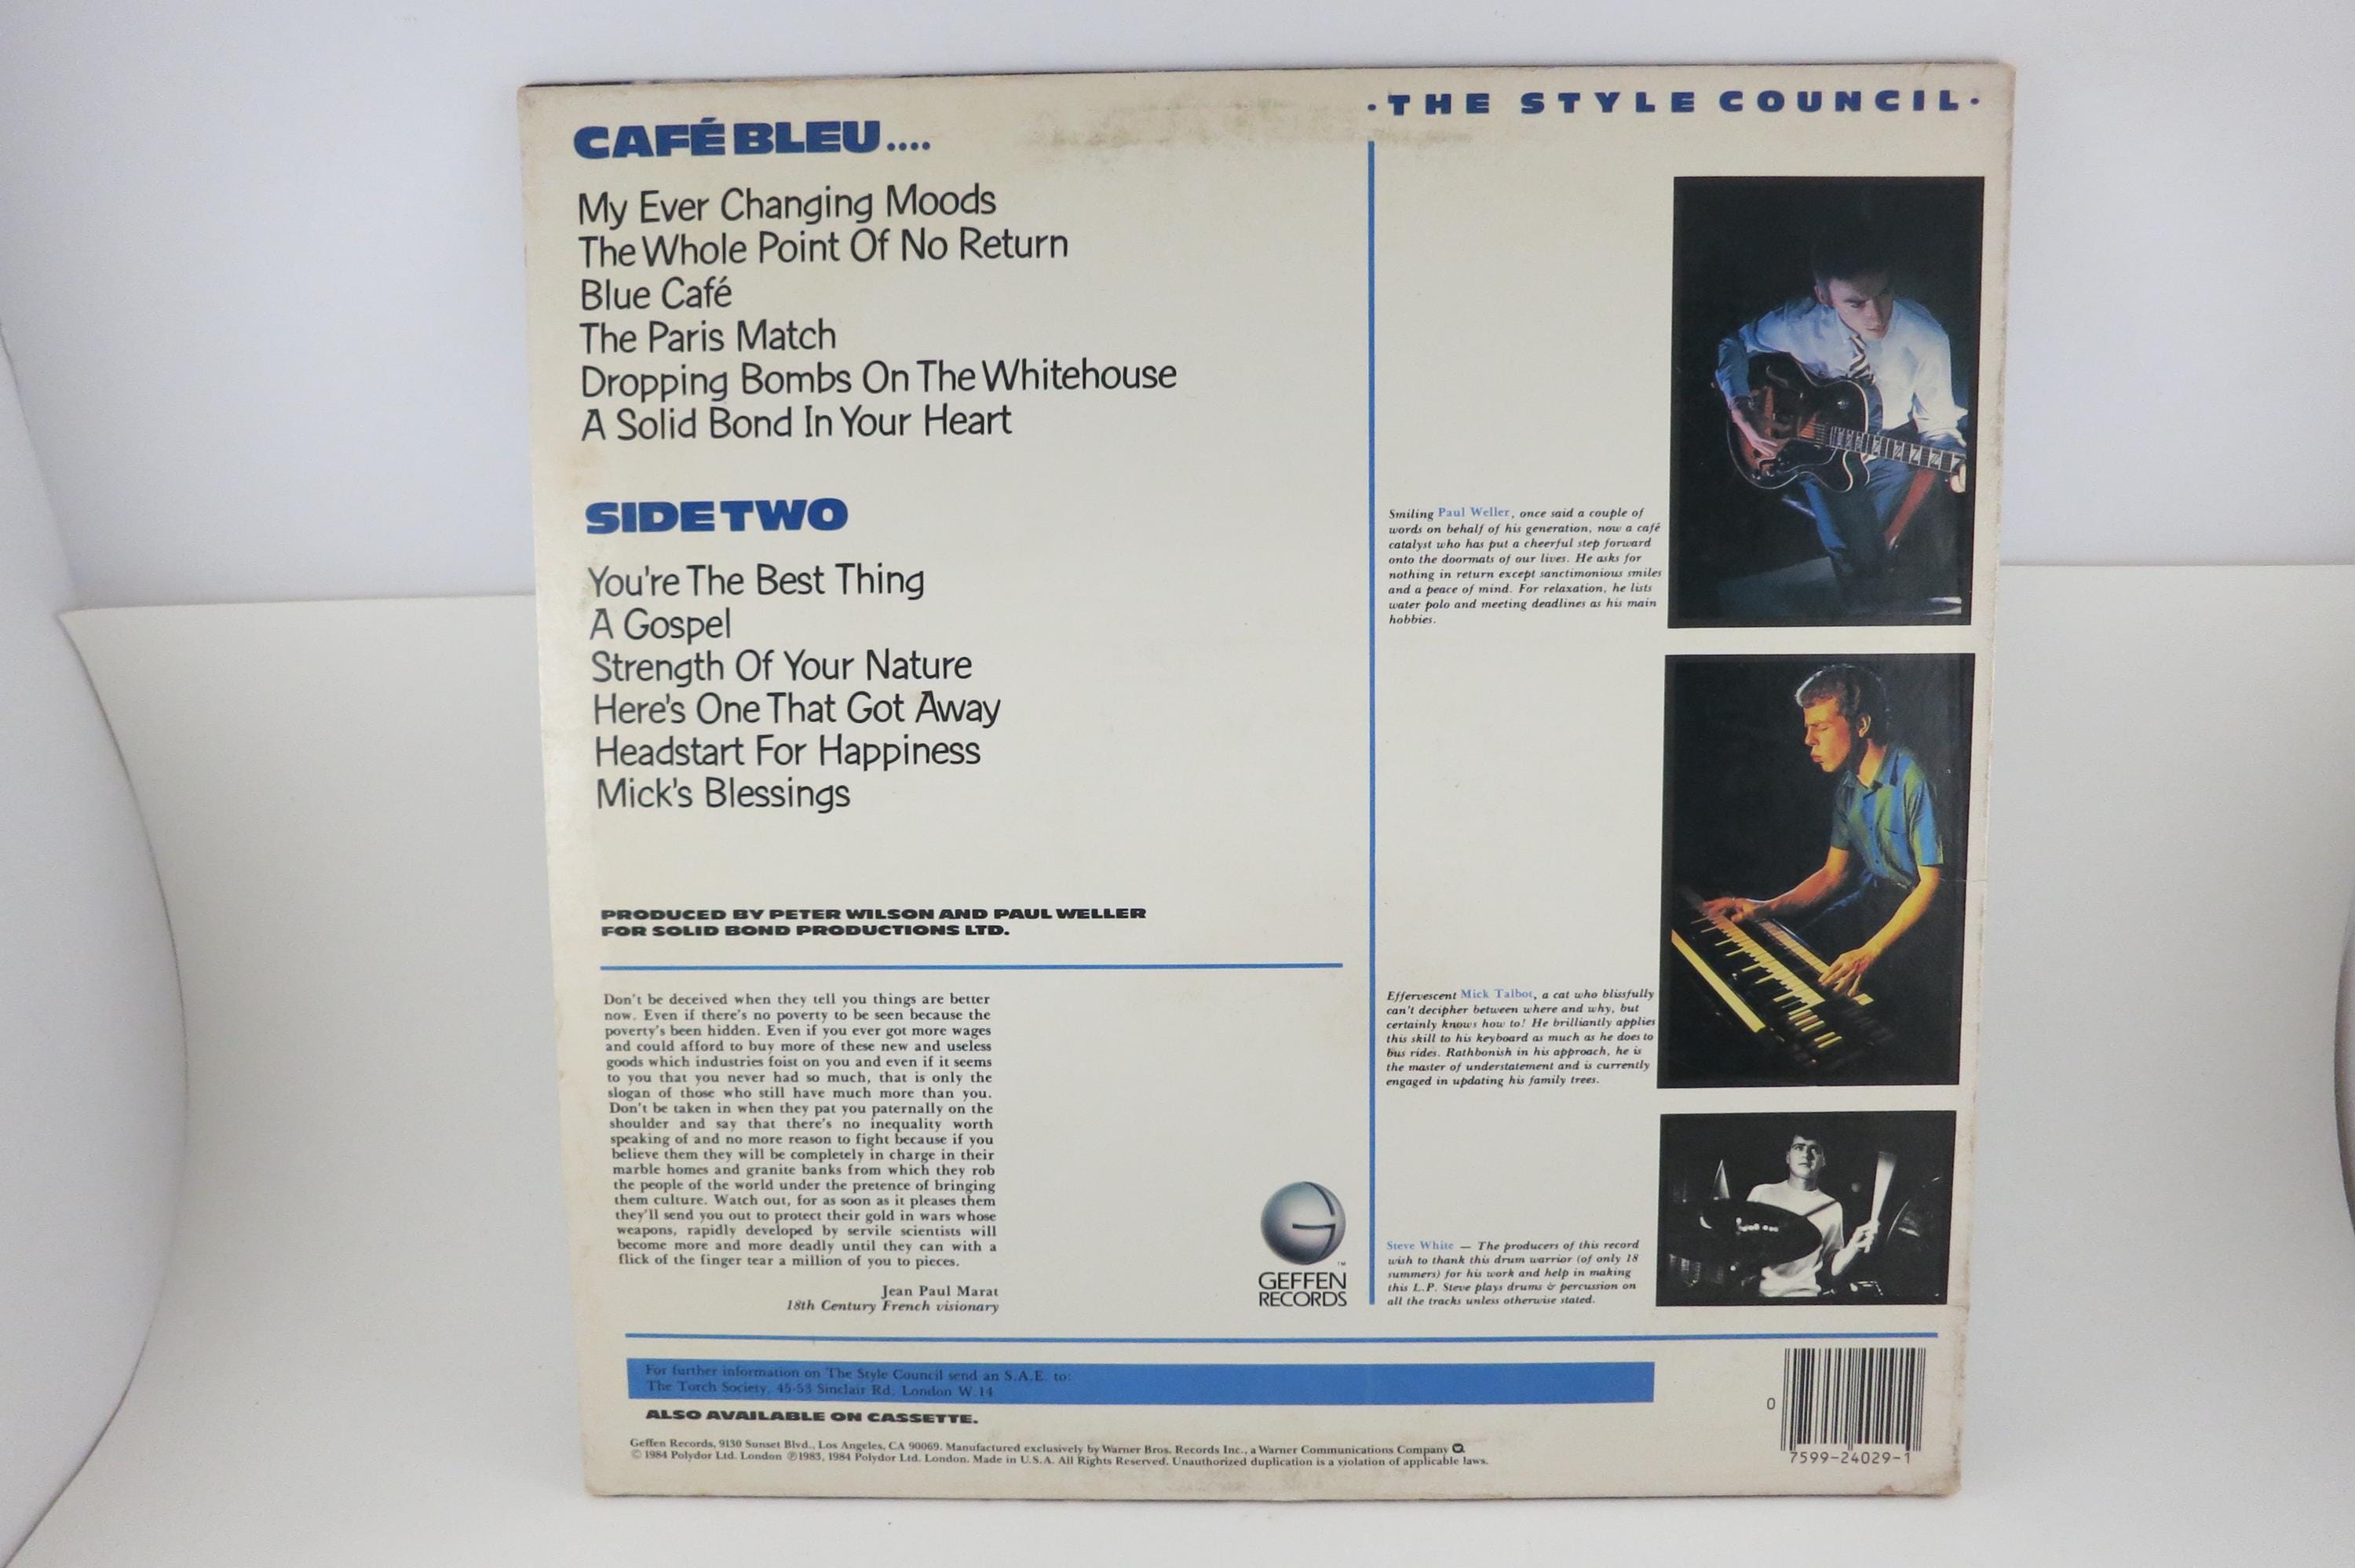 ·THE STYLE COUNCIL·
CAFÉ BLEU....
My Ever Changing Moods
The Whole Point Of No Return
Blue Café
The Paris Match
Dropping Bombs On The Whitehouse
A Solid Bond In Your Heart
SIDE TWO
You're The Best Thing
A Gospel
Strength Of Your Nature
Here's One That Got Away
Headstart For Happiness
Mick's Blessings
PRODUCED BY PETER WILSON AND PAUL WELLER
FOR SOLID BOND PRODUCTIONS LTD.
Don't be deceived when they tell you things are better
now. Even if there's no poverty to be seen because the
poverty's been hidden. Even if you ever got more wages
and could afford to buy more of these new and useless
goods which industries foist on you and even if it seems
to you that you never had so much, that is only the
slogan of those who still have much more than you.
Don't be taken in when they pat you paternally on the
shoulder and say that there's no inequality worth
speaking of and no more reason to fight because if you
believe them they will be completely in charge in their
marble homes and granite banks from which they rob
the people of the world under the pretence of bringing
them culture. Watch out, for as soon as it pleases them
they'll send you out to protect their gold in wars whose
weapons, rapidly developed by servile scientists will
become more and more deadly until they can with a
flick of the finger tear a million of you to pieces.
Jean Paul Marat
18th Century French visionary
GEFFEN
RECORDS
™
Smiling Paul Weller, once said a couple of
words on behalf of his generation, now a café
catalyst who has put a cheerful step forward
onto the doormats of our lives. He asks for
nothing in return except sanctimonious smiles
and a peace of mind. For relaxation, he lists
water polo and meeting deadlines as his main
hobbies.
Effervescent Mick Talbot, a cat who blissfully
can't decipher between where and why, but
certainly knows how to! He brilliantly applies
this skill to his keyboard as much as he does to
bus rides. Rathbonish in his approach, he is
the master of understatement and is currently
engaged in updating his family trees.
Steve White — The producers of this record
wish to thank this drum warrior (of only 18
summers) for his work and help in making
this L.P. Steve plays drums & percussion on
all the tracks unless otherwise stated.
For further information on The Style Council send an S.A.E. to:
The Torch Society, 45-53 Sinclair Rd. London W.14
ALSO AVAILABLE ON CASSETTE.
Geffen Records, 9130 Sunset Blvd., Los Angeles, CA 90069. Manufactured exclusively by Warner Bros. Records Inc., a Warner Communications Company
© 1984 Polydor Ltd. London ℗1983, 1984 Polydor Ltd. London. Made in U.S.A. All Rights Reserved. Unauthorized duplication is a violation of applicable laws.
0
7599-24029-1